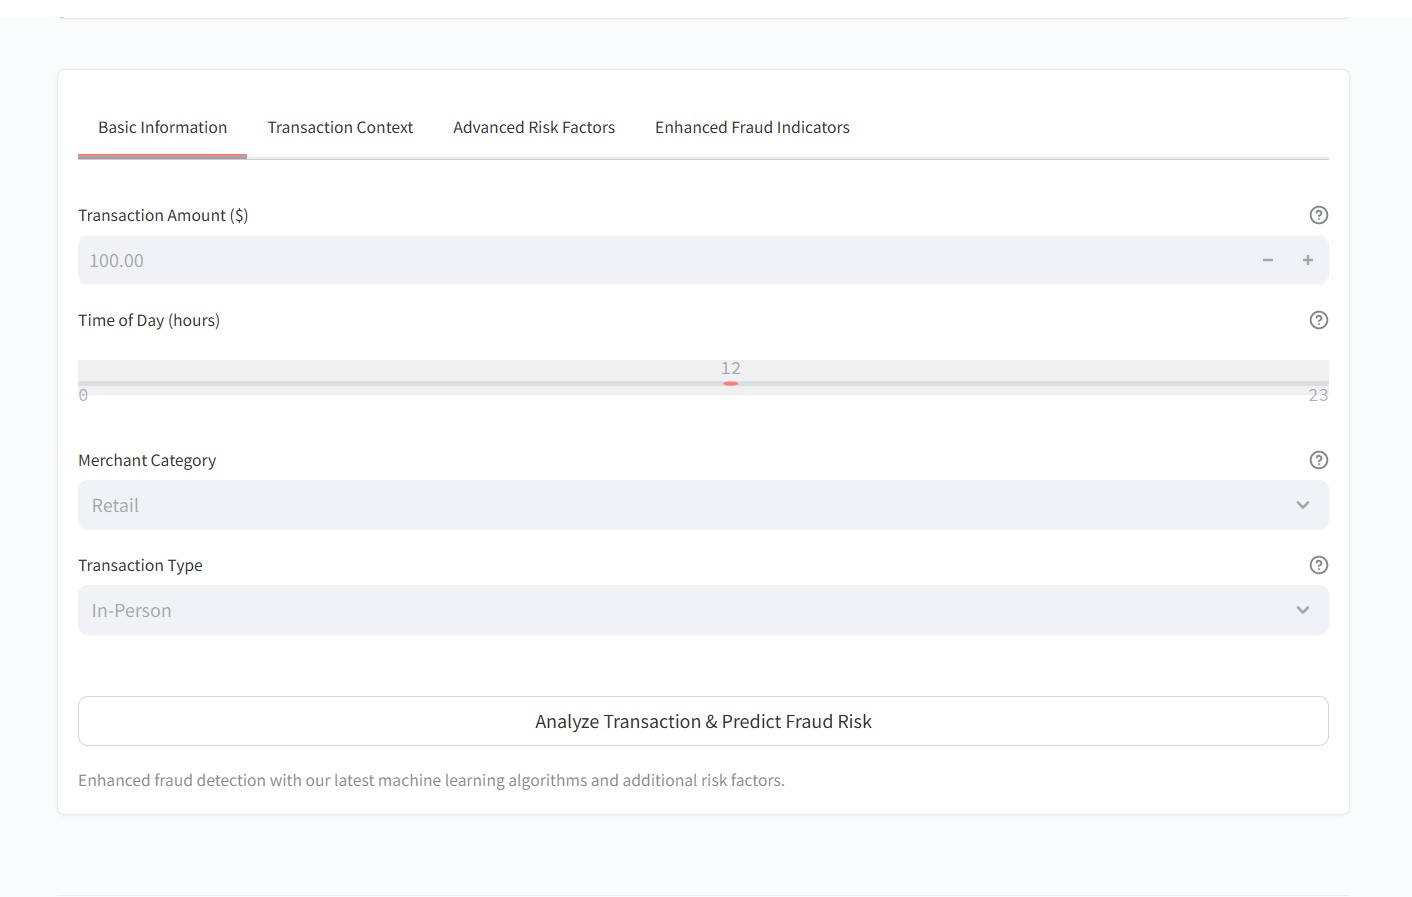 Basic Information Transaction Context Advanced Risk Factors Enhanced Fraud Indicators
Transaction Amount ($)
100.00
Time of Day (hours)
12
0 23
Merchant Category
Retail
Transaction Type
In-Person
Analyze Transaction & Predict Fraud Risk
Enhanced fraud detection with our latest machine learning algorithms and additional risk factors.